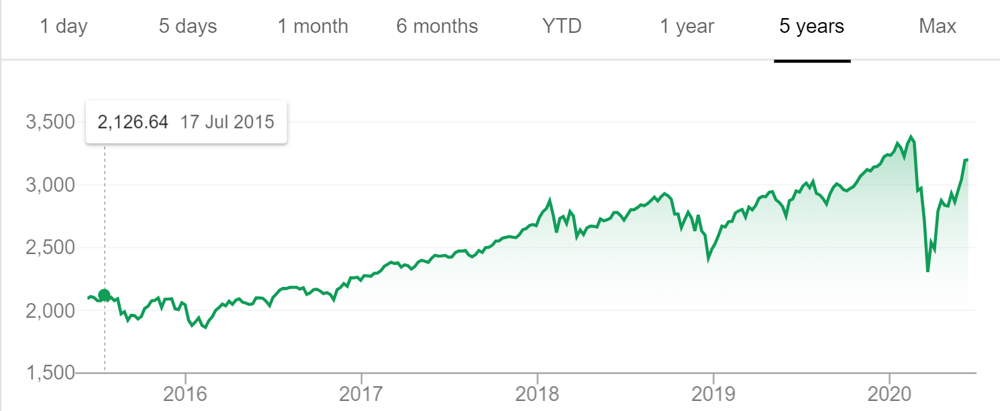 1 day 5 days 1 month 6 months YTD 1 year 5 years Max
2,126.64 17 Jul 2015
3,500
3,000
2,500
2,000
1,500
2016 2017 2018 2019 2020